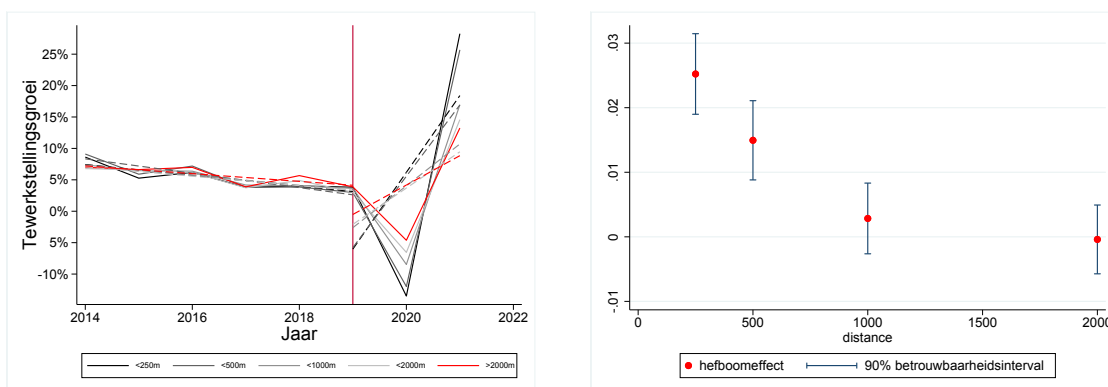 Tewerkstellingsgroei
25%
20%
15%
10%
5%
0%
5%
-10%
2014
2016
2018
2020
2022
Jaar
<250m
<500m
<1000m
<2000m
>2000m
.03
.02
.01
0
-.01
0
500
1000
1500
2000
distance
hefboomeffect
90% betrouwbaarheidsinterval